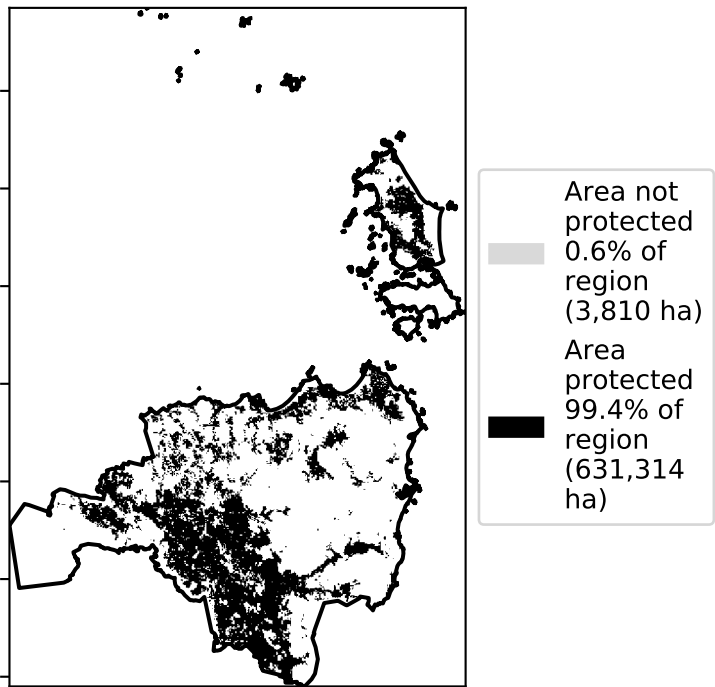 Area not
protected
0.6% of
region
(3,810 ha)
Area
protected
99.4% of
region
(631,314
ha)